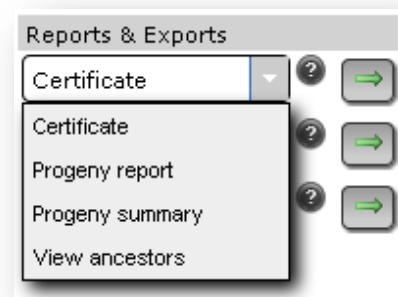 Reports & Exports
Certificate
Certificate
Progeny report
Progeny summary
View ancestors